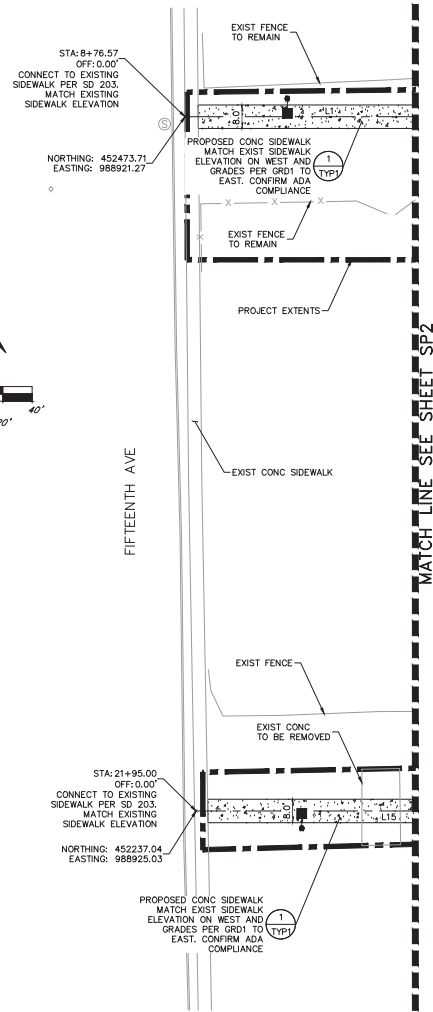 EXIST FENCE
TO REMAIN
STA: 8+76.57
OFF: 0.00'
CONNECT TO EXISTING
SIDEWALK PER SD 203.
MATCH EXISTING
SIDEWALK ELEVATION
L1
8.0'
S
NORTHING: 452473.71
EASTING: 988921.27
PROPOSED CONC SIDEWALK
MATCH EXIST SIDEWALK
ELEVATION ON WEST AND
GRADES PER GRD1 TO
EAST. CONFIRM ADA
COMPLIANCE
1
TYP1
X X X
X
EXIST FENCE
TO REMAIN
PROJECT EXTENTS
MATCH LINE SEE SHEET SP2
40'
FIFTEENTH AVE
EXIST CONC SIDEWALK
EXIST FENCE
EXIST CONC
TO BE REMOVED
STA: 21+95.00
OFF: 0.00'
CONNECT TO EXISTING
SIDEWALK PER SD 203.
MATCH EXISTING
SIDEWALK ELEVATION
8.0'
L15
NORTHING: 452237.04
EASTING: 988925.03
PROPOSED CONC SIDEWALK
MATCH EXIST SIDEWALK
ELEVATION ON WEST AND
GRADES PER GRD1 TO
EAST. CONFIRM ADA
COMPLIANCE
1
TYP1